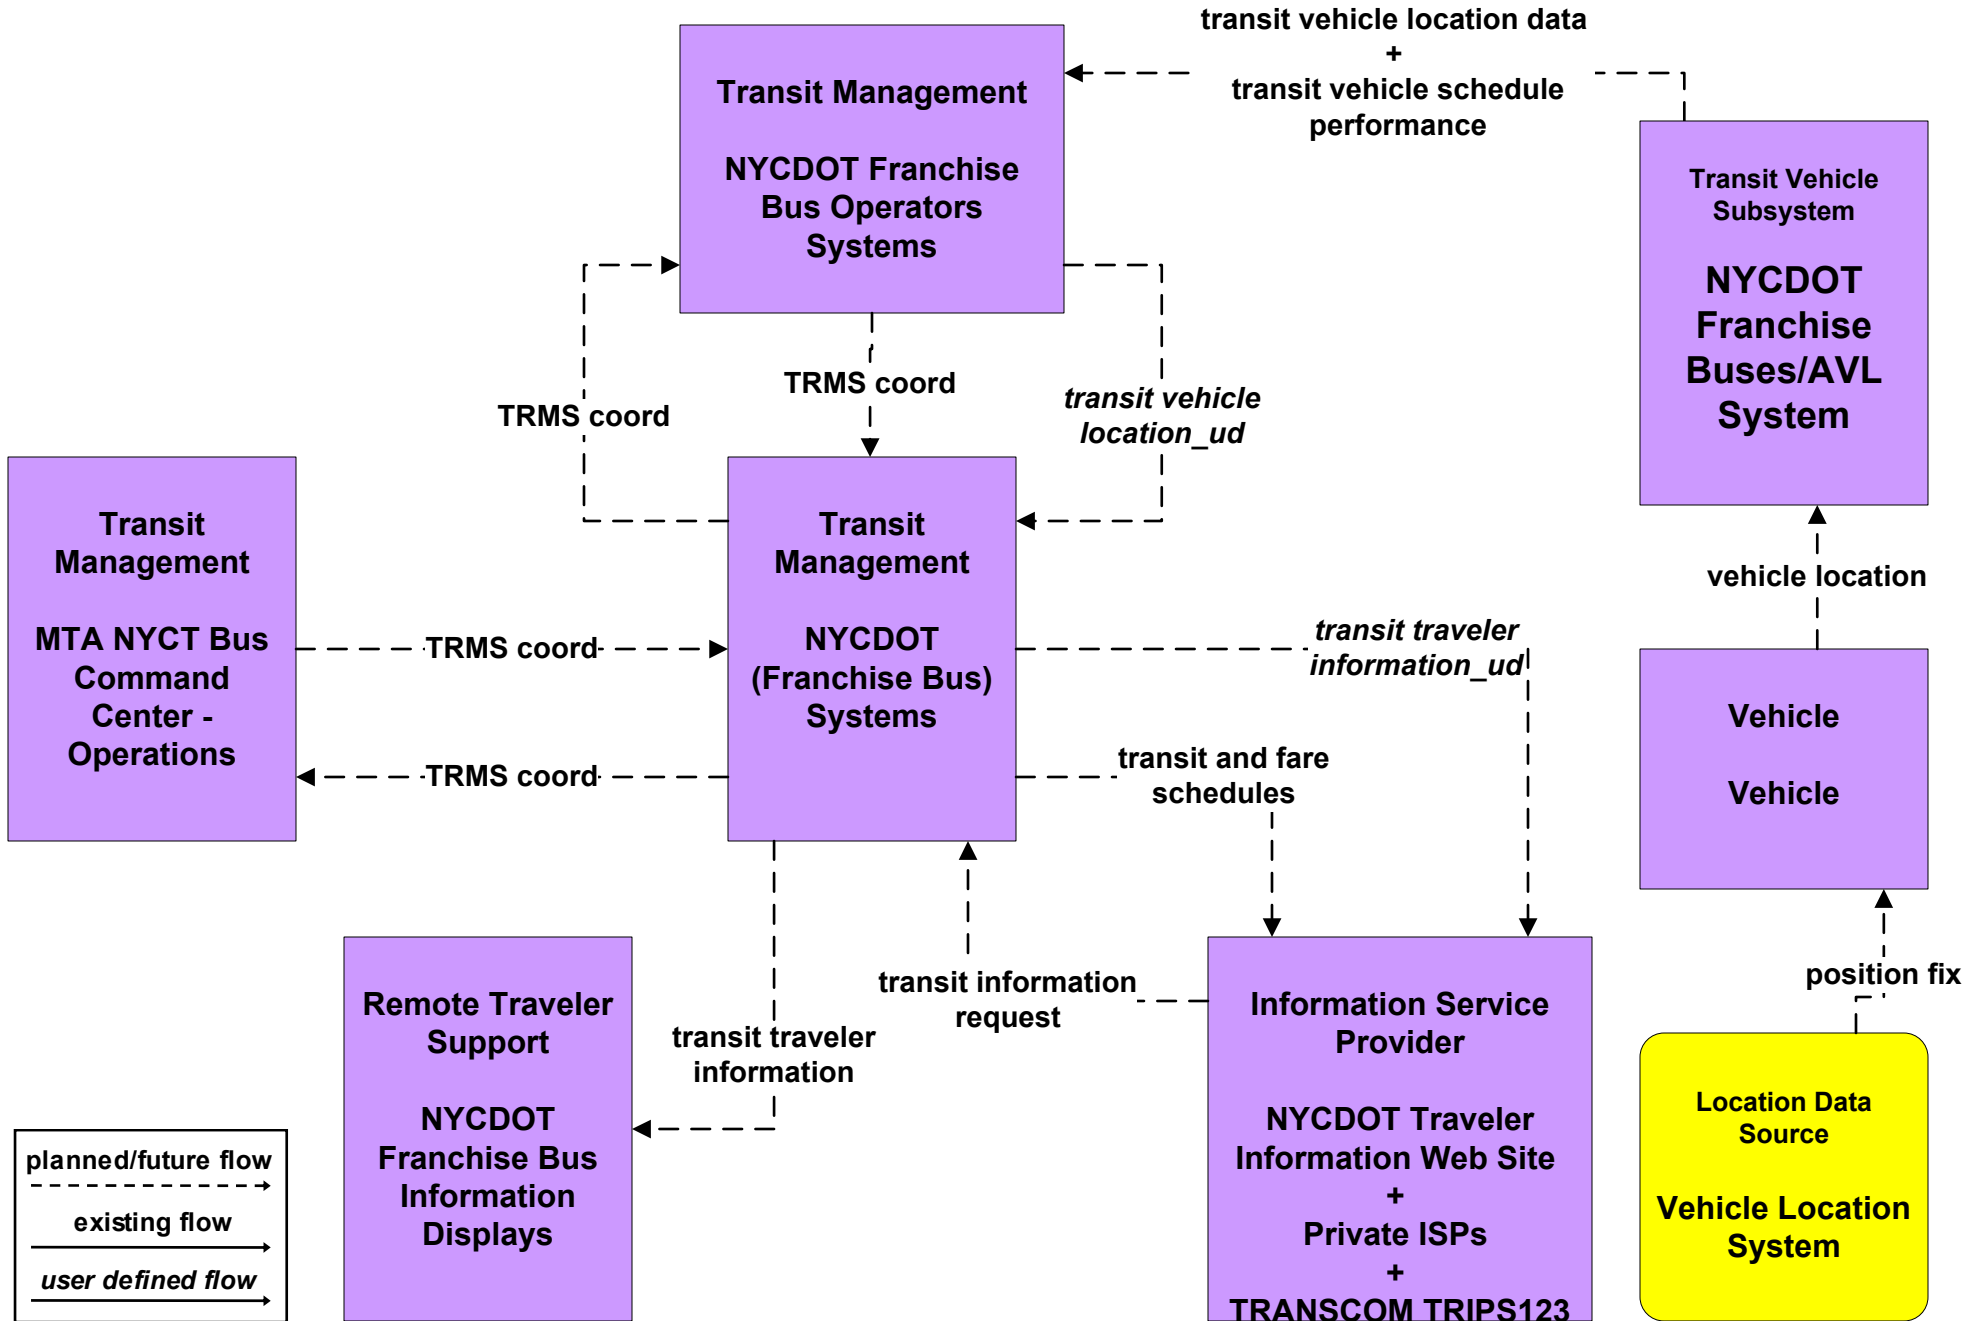 transit vehicle location data
+
transit vehicle schedule
performance
Transit Management
NYCDOT Franchise
Bus Operators
Systems
Transit Vehicle
Subsystem
NYCDOT
Franchise
Buses/AVL
System
TRMS coord
TRMS coord
transit vehicle
location_ud
Transit
Management
MTA NYCT Bus
Command
Center -
Operations
TRMS coord
TRMS coord
Transit
Management
NYCDOT
(Franchise Bus)
Systems
transit traveler
information_ud
transit and fare
schedules
vehicle location
Vehicle
Vehicle
position fix
transit information
request
transit traveler
information
Remote Traveler
Support
NYCDOT
Franchise Bus
Information
Displays
Information Service
Provider
NYCDOT Traveler
Information Web Site
+
Private ISPs
+
TRANSCOM TRIPS123
Location Data
Source
Vehicle Location
System
planned/future flow
existing flow
user defined flow